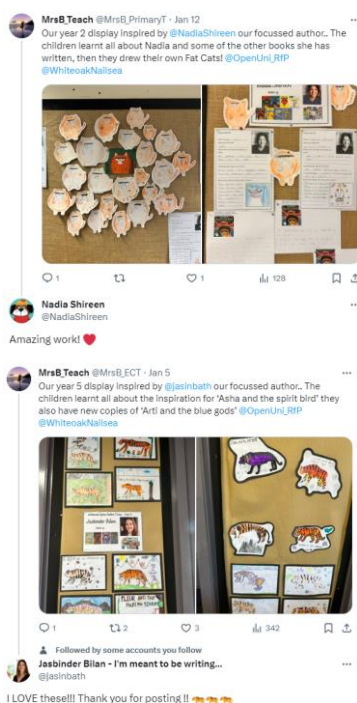 MrsB_Teach @MrsB_PrimaryT · Jan 12
Our year 2 display inspired by @NadiaShireen our focussed author.. The
children learnt all about Nadia and some of the other books she has
written, then they drew their own Fat Cats! @OpenUni_RfP
@WhiteoakNailsea
1 1 128
Nadia Shireen
@NadiaShireen
Amazing work! ❤️
MrsB_Teach @MrsB_ECT · Jan 5
Our year 5 display inspired by @jasinbath our focussed author.. The
children learnt all about the inspiration for 'Asha and the spirit bird' they
also have new copies of 'Arti and the blue gods' @OpenUni_RfP
@WhiteoakNailsea
Jasbinder Bilan
1 2 3 342
Followed by some accounts you follow
Jasbinder Bilan - I'm meant to be writing...
@jasinbath
I LOVE these!!! Thank you for posting !! 🐅🐅🐅